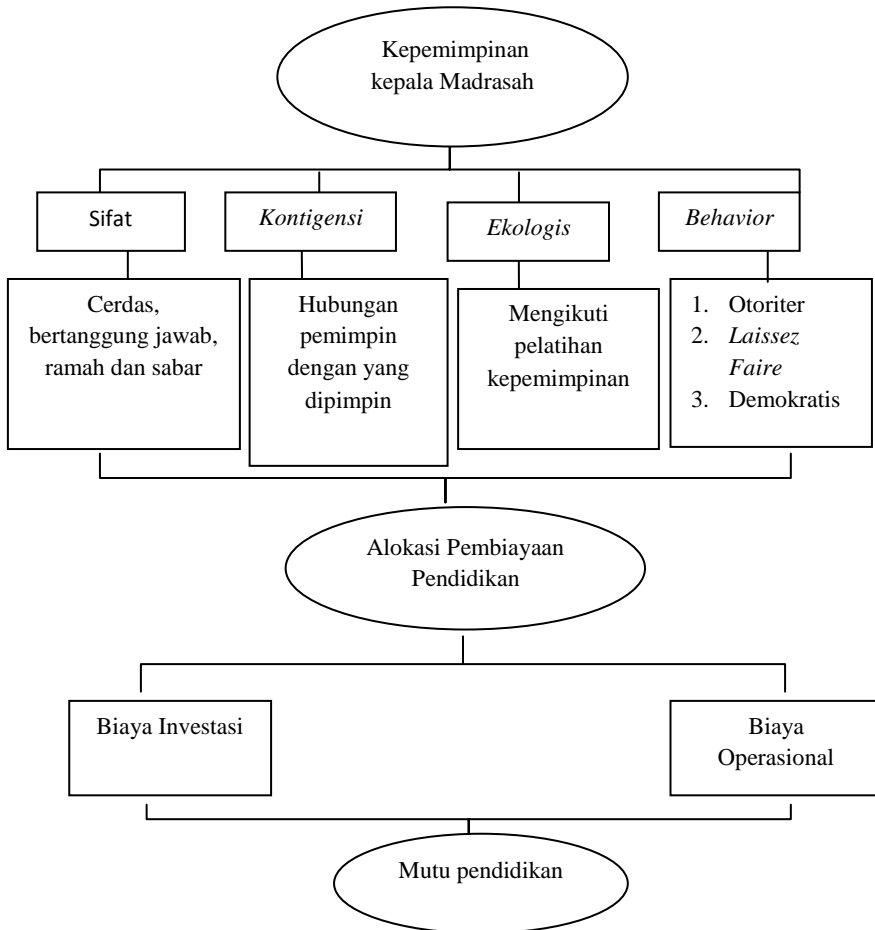 Kepemimpinan
kepala Madrasah
Sifat
Kontigensi
Ekologis
Behavior
Cerdas,
bertanggung jawab,
ramah dan sabar
Hubungan
pemimpin
dengan yang
dipimpin
Mengikuti
pelatihan
kepemimpinan
1. Otoriter
2. Laissez
Faire
3. Demokratis
Alokasi Pembiayaan
Pendidikan
Biaya Investasi
Biaya
Operasional
Mutu pendidikan